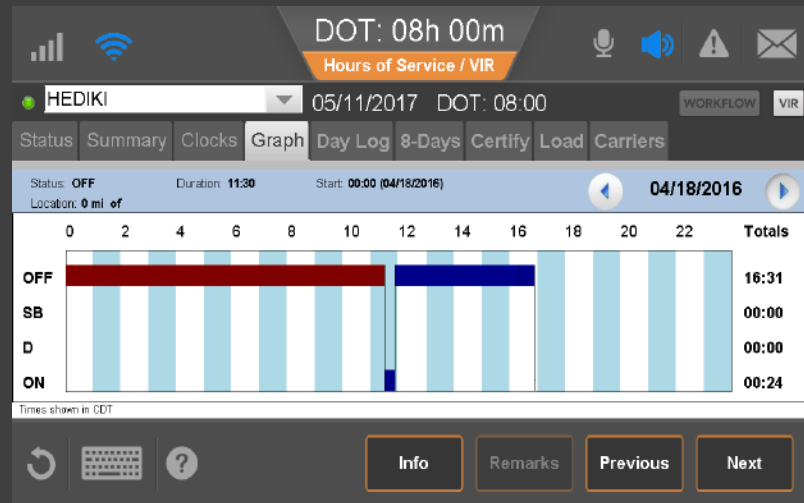 DOT: 08h 00m
Hours of Service / VIR
HEDIKI 05/11/2017 DOT: 08:00 WORKFLOW VIR
Status Summary Clocks Graph Day Log 8-Days Certify Load Carriers
Status: OFF Duration: 11:30 Start: 00:00 (04/18/2016) 04/18/2016
Location: 0 mi of
0 2 4 6 8 10 12 14 16 18 20 22 Totals
OFF 16:31
SB 00:00
D 00:00
ON 00:24
Times shown in CDT
Info Remarks Previous Next